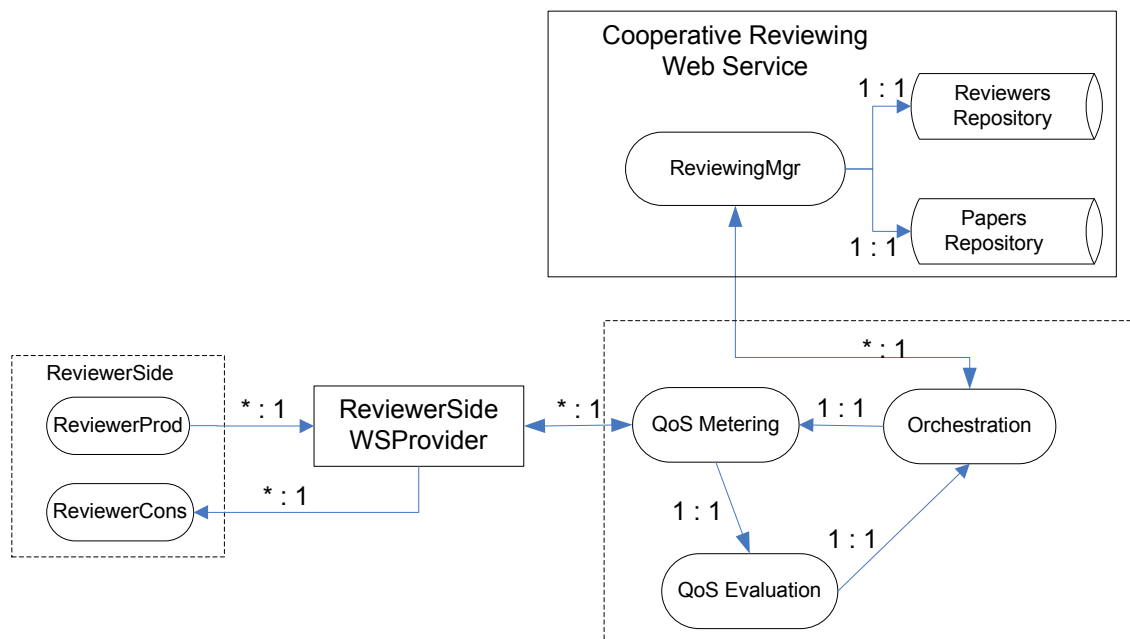 Cooperative Reviewing
Web Service
1 : 1
Reviewers
Repository
ReviewingMgr
Papers
Repository
1 : 1
* : 1
ReviewerSide
ReviewerProd
* : 1
ReviewerSide
WSProvider
* : 1
QoS Metering
1 : 1
Orchestration
ReviewerCons
* : 1
1 : 1
1 : 1
QoS Evaluation